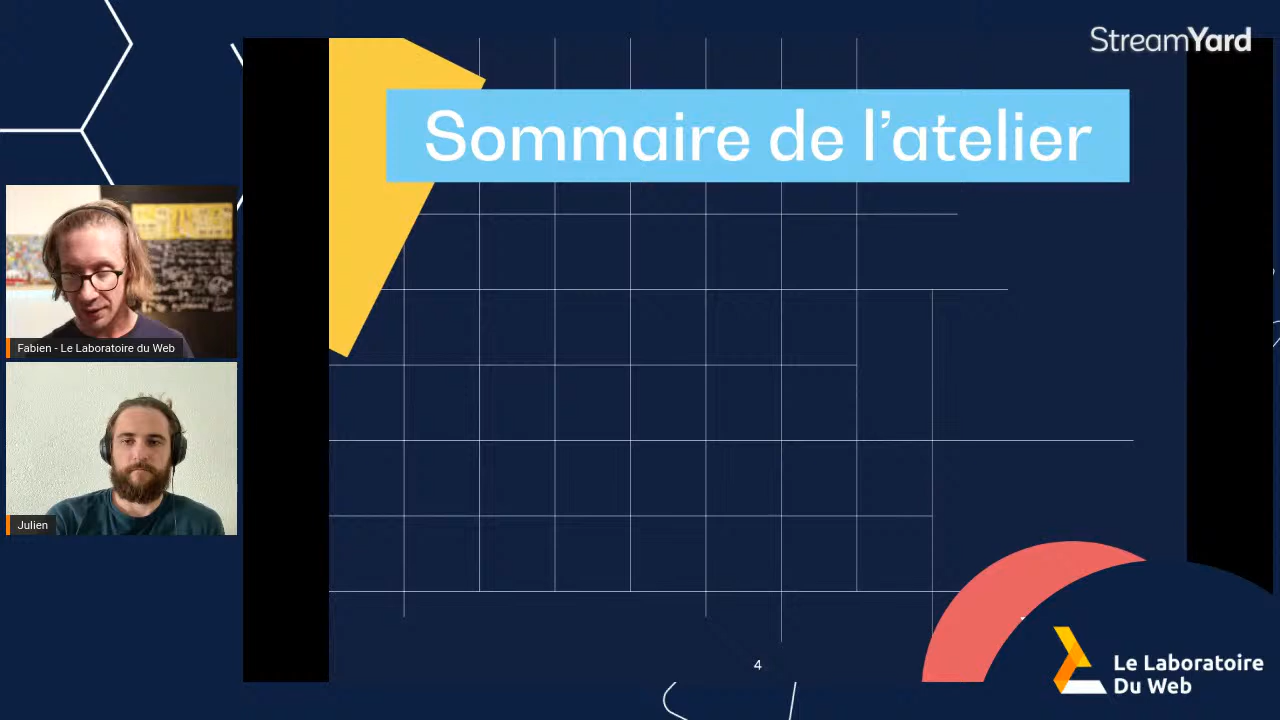 StreamYard
Sommaire de l’atelier
Fabien - Le Laboratoire du Web
Julien
4
Le Laboratoire
Du Web